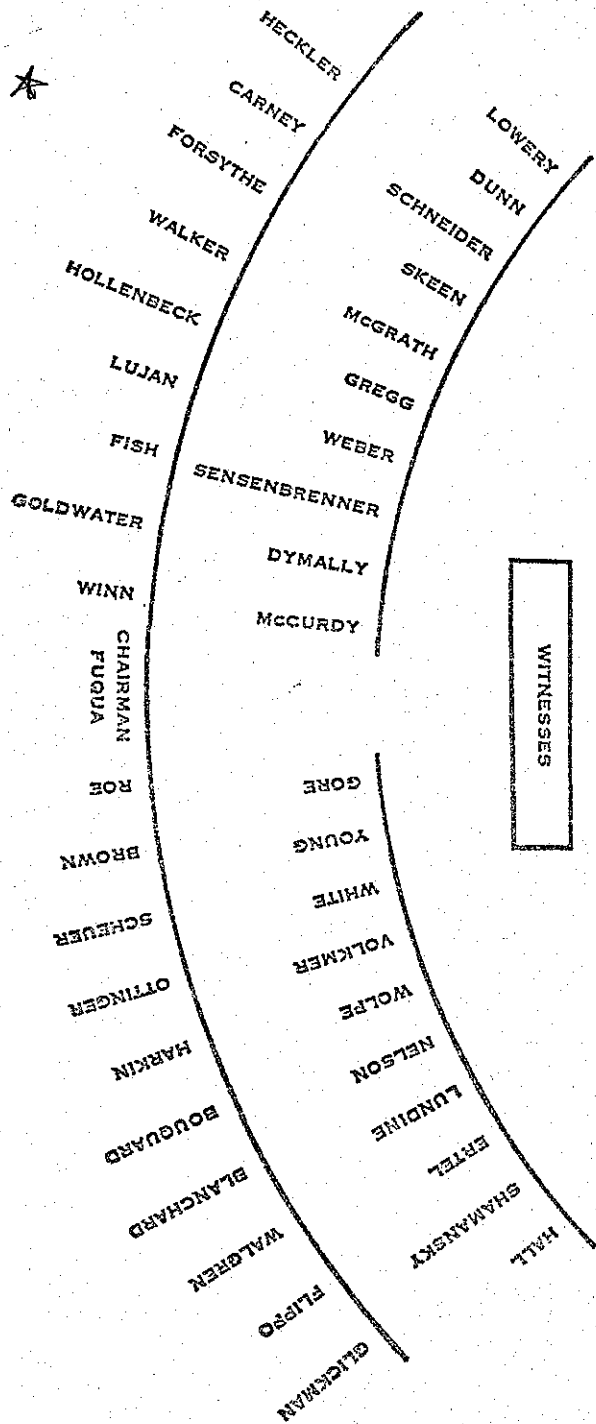 HECKLER
CARNEY
FORSYTHE
WALKER
HOLLENBECK
LUJAN
FISH
GOLDWATER
WINN
CHAIRMAN
FUQUA
ROE
BROWN
SCHEUER
OTTINGER
HARKIN
BOUQUARD
BLANCHARD
WALGREN
FLIPPO
GLICKMAN
LOWERY
DUNN
SCHNEIDER
SKEEN
McGRATH
GREGG
WEBER
SENSENBRENNER
DYMALLY
McCURDY
GORE
YOUNG
WHITE
VOLKMER
WOLPE
NELSON
LUNDINE
ERTEL
SHAMANSKY
HALL
WITNESSES